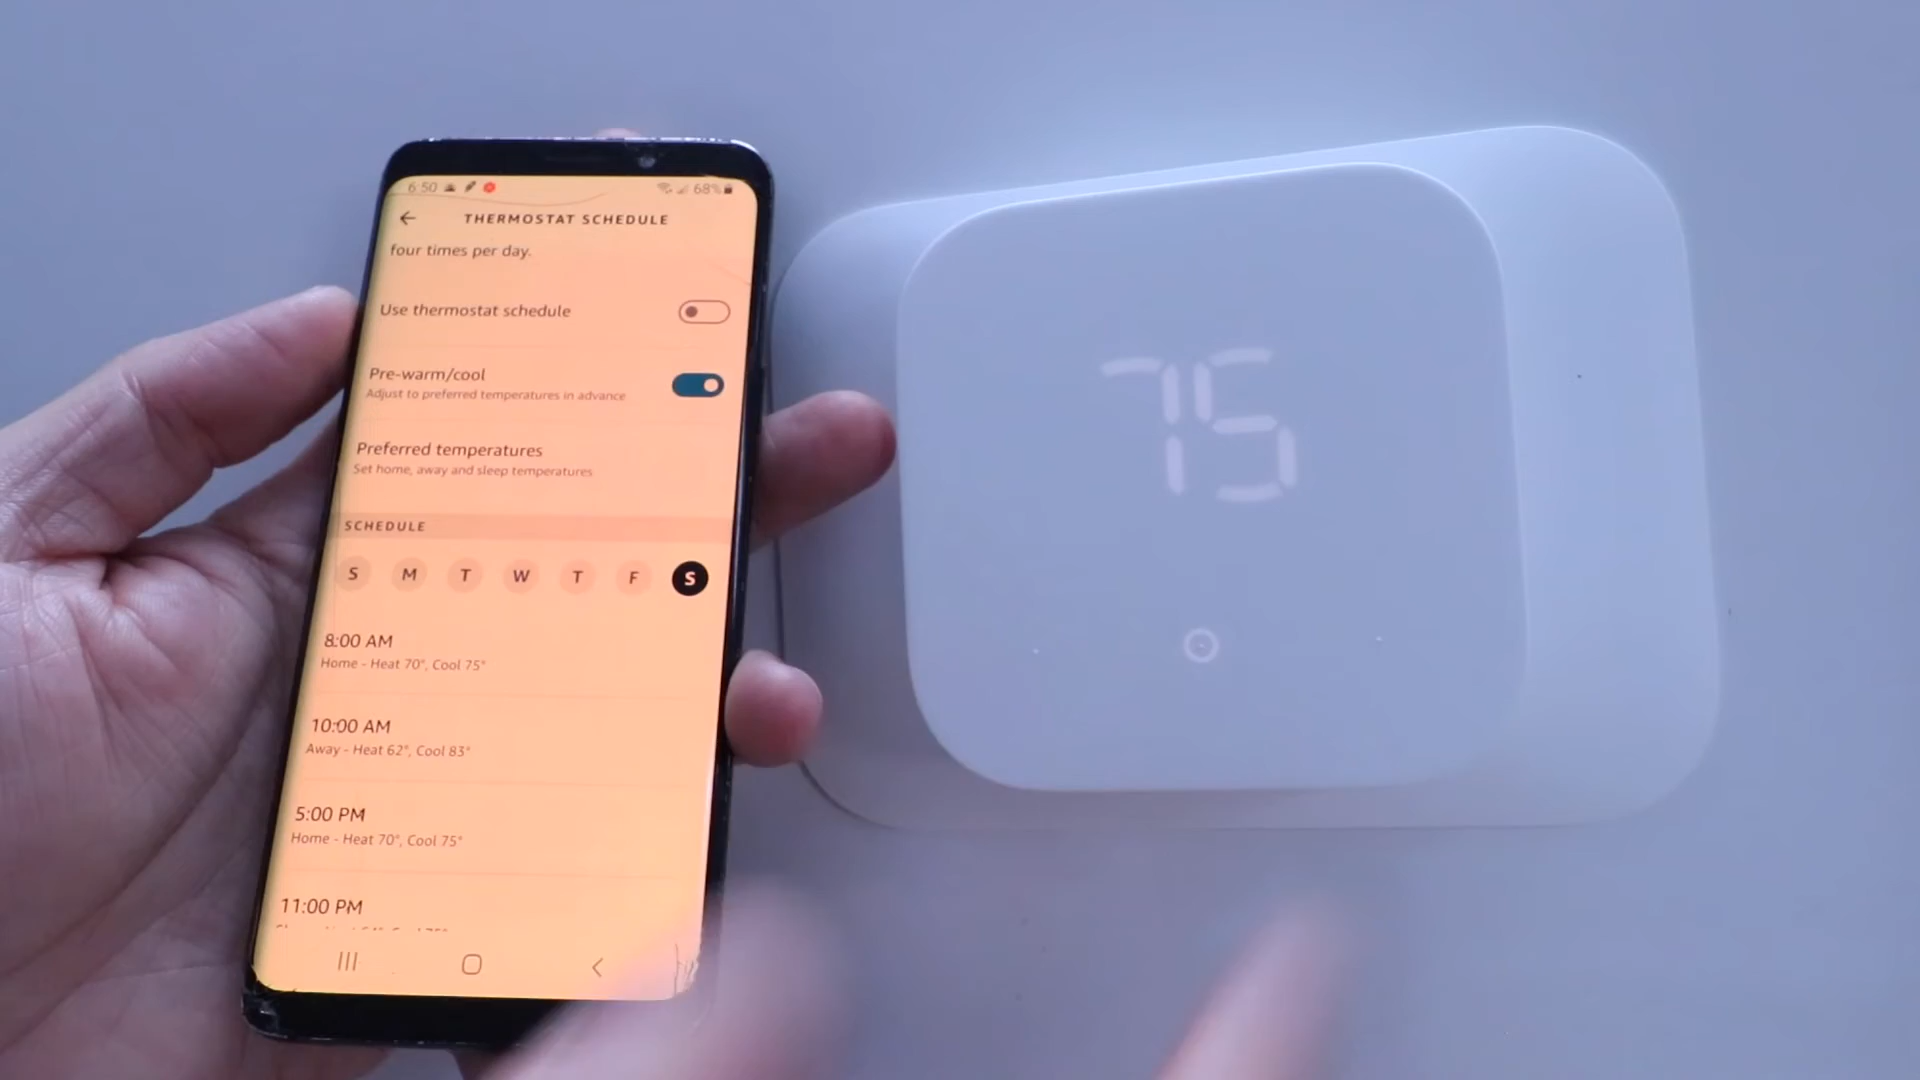 6:50 68%
THERMOSTAT SCHEDULE
four times per day.
Use thermostat schedule
Pre-warm/cool
Adjust to preferred temperatures in advance
Preferred temperatures
Set home, away and sleep temperatures
SCHEDULE
S M T W T F S
8:00 AM
Home - Heat 70°, Cool 75°
10:00 AM
Away - Heat 62°, Cool 83°
5:00 PM
Home - Heat 70°, Cool 75°
11:00 PM
75